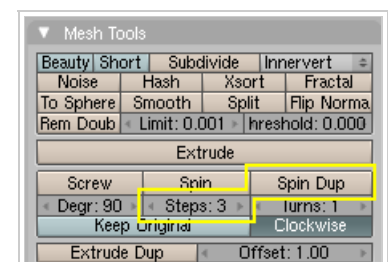 Mesh Tools
Beauty Short Subdivide Innervert
Noise Hash Xsort Fractal
To Sphere Smooth Split Flip Norma
Rem Doub Limit: 0.001 hreshold: 0.000
Extrude
Screw Spin Spin Dup
Degr: 90 Steps: 3 Turns: 1
Keep Original Clockwise
Extrude Dup Offset: 1.00